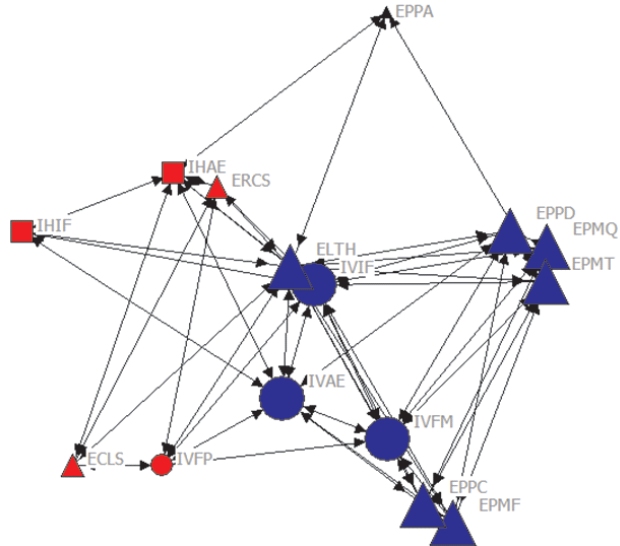 EPPA
IHAE
ERCS
IHIF
EPPD
EPMQ
ELTH
IVIF
EPMT
IVAE
IVFM
ECLS
IVFP
EPPC
EPMF